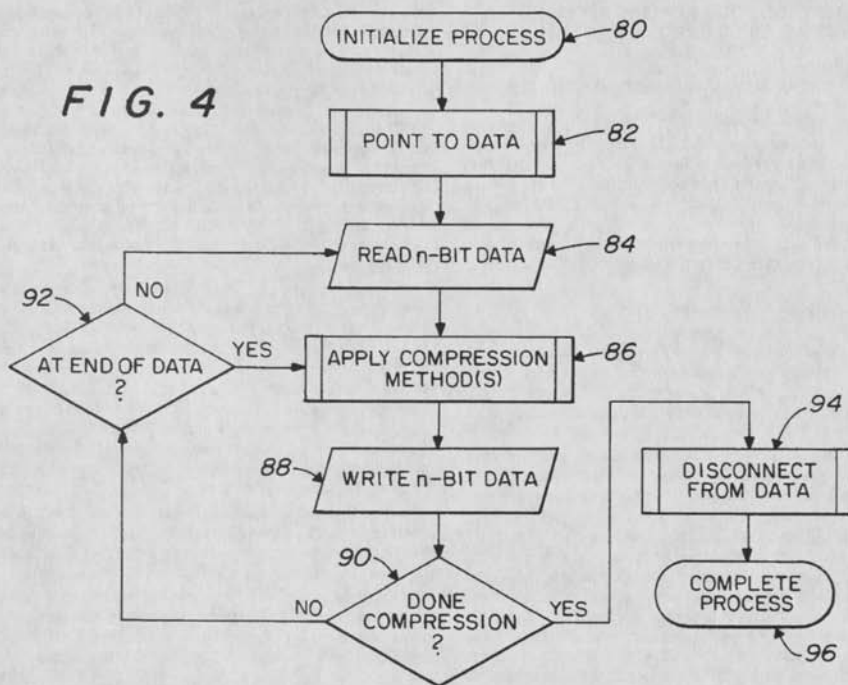 INITIALIZE PROCESS
80
FIG. 4
POINT TO DATA
82
READ n-BIT DATA
84
NO
92
AT END OF DATA
?
YES
APPLY COMPRESSION
METHOD(S)
86
94
88
WRITE n-BIT DATA
DISCONNECT
FROM DATA
90
NO
DONE
COMPRESSION
?
YES
COMPLETE
PROCESS
96